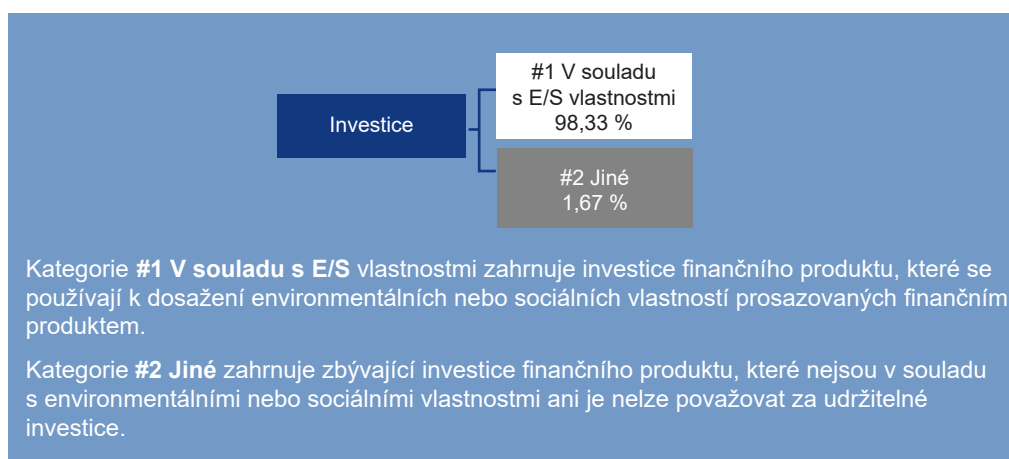 Investice
#1 V souladu
s E/S vlastnostmi
98,33 %
#2 Jiné
1,67 %
Kategorie #1 V souladu s E/S vlastnostmi zahrnuje investice finančního produktu, které se
používají k dosažení environmentálních nebo sociálních vlastností prosazovaných finančním
produktem.
Kategorie #2 Jiné zahrnuje zbývající investice finančního produktu, které nejsou v souladu
s environmentálními nebo sociálními vlastnostmi ani je nelze považovat za udržitelné
investice.